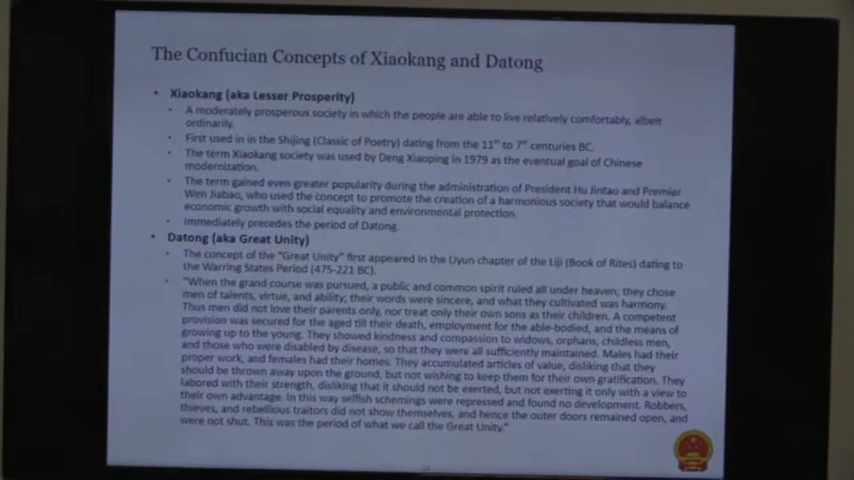 The Confucian Concepts of Xiaokang and Datong
• Xiaokang (aka Lesser Prosperity)
• A moderately prosperous society in which the people are able to live relatively comfortably, albeit
ordinarily.
• First used in in the Shijing (Classic of Poetry) dating from the 11th to 7th centuries BC.
• The term Xiaokang society was used by Deng Xiaoping in 1979 as the eventual goal of Chinese
modernization.
• The term gained even greater popularity during the administration of President Hu Jintao and Premier
Wen Jiabao, who used the concept to promote the creation of a harmonious society that would balance
economic growth with social equality and environmental protection.
• Immediately precedes the period of Datong.
• Datong (aka Great Unity)
• The concept of the "Great Unity" first appeared in the Liyun chapter of the Liji (Book of Rites) dating to
the Warring States Period (475-221 BC).
• "When the grand course was pursued, a public and common spirit ruled all under heaven; they chose
men of talents, virtue, and ability; their words were sincere, and what they cultivated was harmony.
Thus men did not love their parents only, nor treat only their own sons as their children. A competent
provision was secured for the aged till their death, employment for the able-bodied, and the means of
growing up to the young. They showed kindness and compassion to widows, orphans, childless men,
and those who were disabled by disease, so that they were all sufficiently maintained. Males had their
proper work, and females had their homes. They accumulated articles of value, disliking that they
should be thrown away upon the ground, but not wishing to keep them for their own gratification. They
labored with their strength, disliking that it should not be exerted, but not exerting it only with a view to
their own advantage. In this way selfish schemings were repressed and found no development. Robbers,
thieves, and rebellious traitors did not show themselves, and hence the outer doors remained open, and
were not shut. This was the period of what we call the Great Unity."